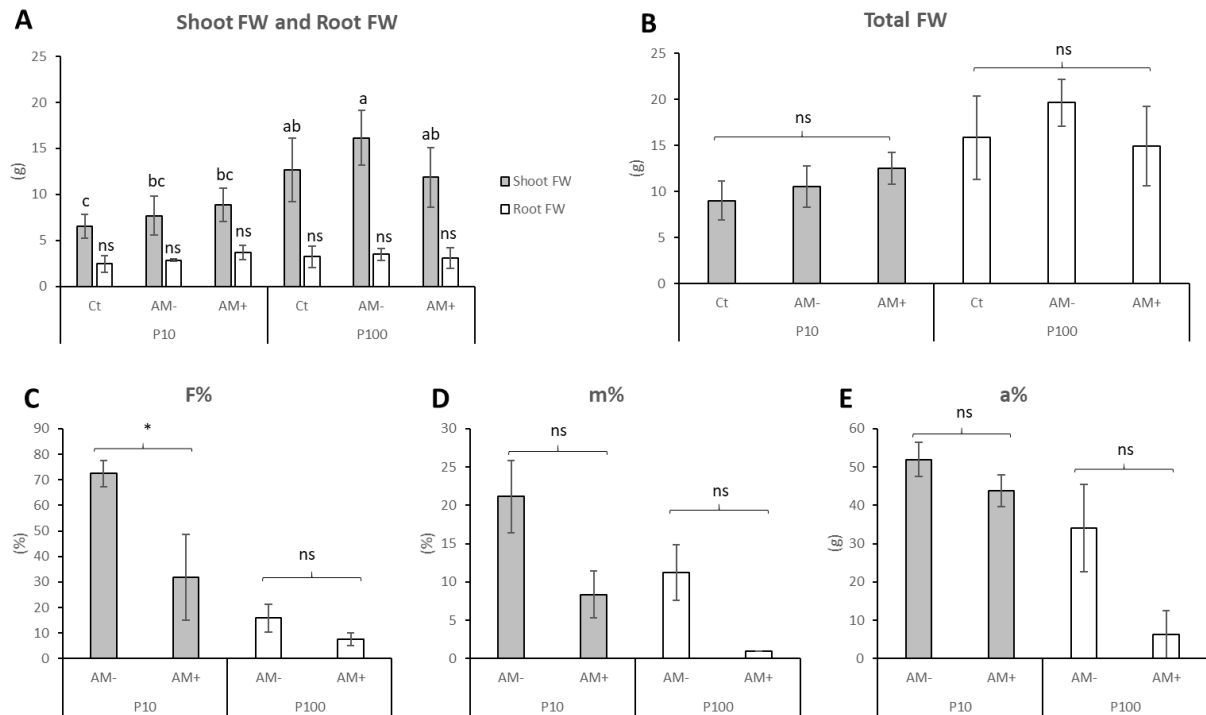 A
Shoot FW and Root FW
25
20
15
10
5
0
(g)
c
ns
bc
ns
bc
ns
ab
ns
a
ns
ab
ns
Ct AM- AM+ Ct AM- AM+
P10 P100
Shoot FW
Root FW
B
Total FW
25
20
15
10
5
0
(g)
ns
ns
Ct AM- AM+ Ct AM- AM+
P10 P100
C
F%
90
80
70
60
50
40
30
20
10
0
(%)
*
ns
AM- AM+ AM- AM+
P10 P100
D
m%
30
25
20
15
10
5
0
(%)
ns
ns
AM- AM+ AM- AM+
P10 P100
E
a%
60
50
40
30
20
10
0
(g)
ns
ns
AM- AM+ AM- AM+
P10 P100